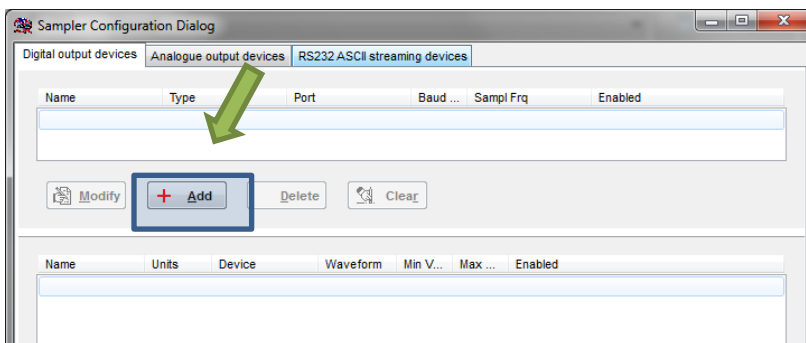 Sampler Configuration Dialog
Digital output devices Analogue output devices RS232 ASCII streaming devices
Name Type Port Baud ... Sampl Frq Enabled
Modify Add Delete Clear
Name Units Device Waveform Min V... Max ... Enabled